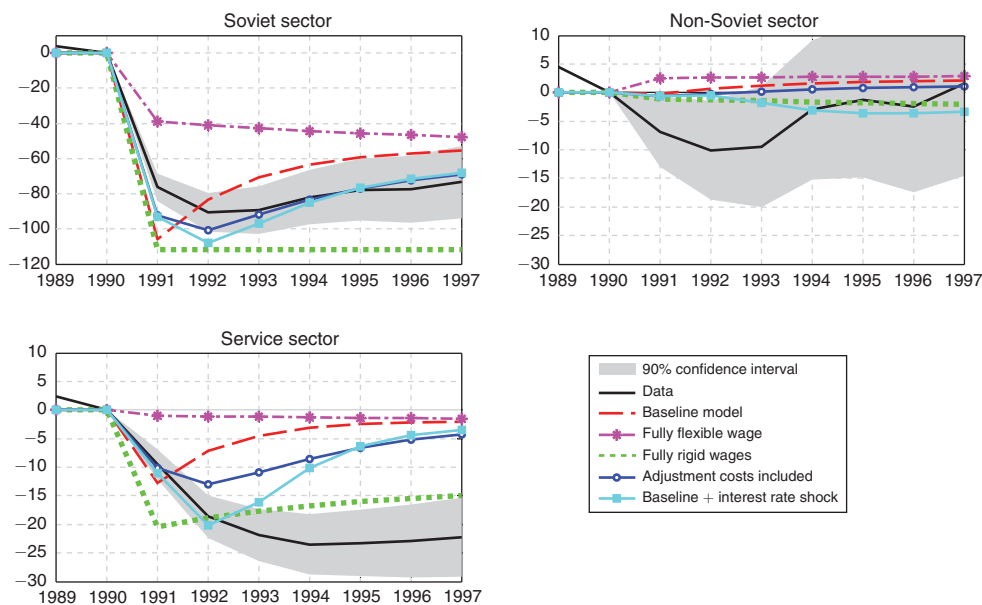 Soviet sector
0
−20
−40
−60
−80
−100
−120
1989 1990 1991 1992 1993 1994 1995 1996 1997
Non-Soviet sector
10
5
0
−5
−10
−15
−20
−25
−30
1989 1990 1991 1992 1993 1994 1995 1996 1997
Service sector
10
5
0
−5
−10
−15
−20
−25
−30
1989 1990 1991 1992 1993 1994 1995 1996 1997
90% confidence interval
Data
Baseline model
Fully flexible wage
Fully rigid wages
Adjustment costs included
Baseline + interest rate shock